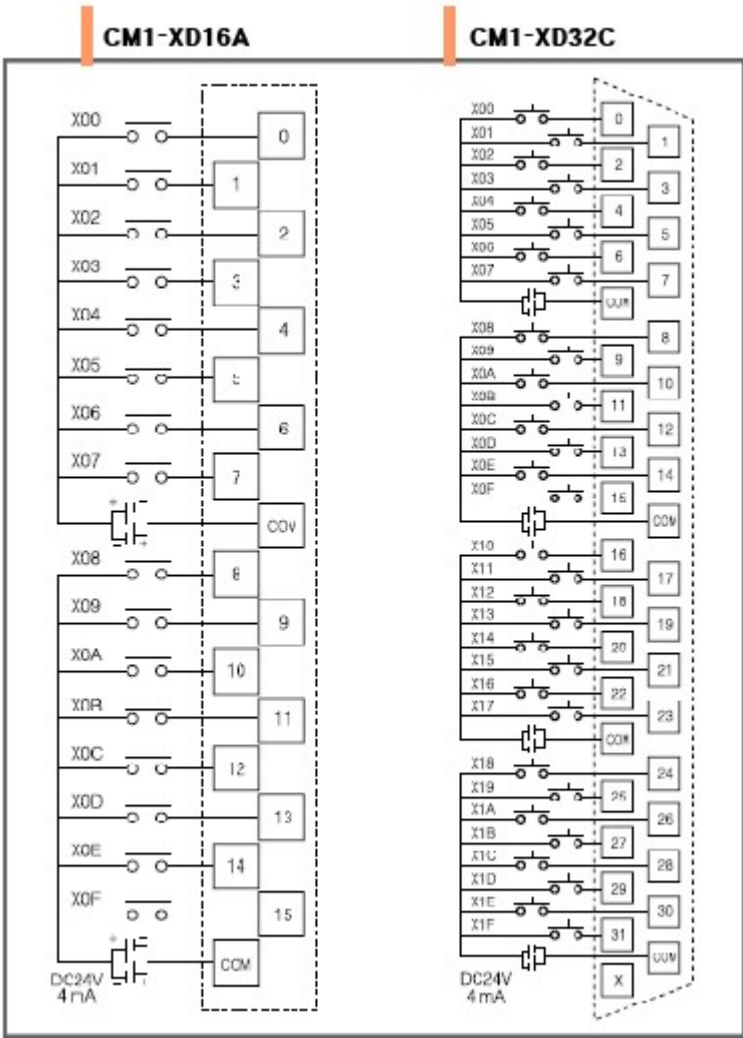 CM1-XD16A
X00
0
X01
1
X02
2
X03
3
X04
4
X05
X06
6
X07
7
COM
X08
8
X09
9
X0A
10
X0B
11
X0C
12
X0D
13
X0E
14
X0F
15
COM
DC24V
4mA
CM1-XD32C
X00
0
X01
1
X02
2
X03
3
X04
4
X05
5
X06
6
X07
7
COM
X08
8
X09
9
X0A
10
X0B
11
X0C
12
X0D
13
X0E
14
X0F
15
COM
X10
16
X11
17
X12
18
X13
19
X14
20
X15
21
X16
22
X17
23
COM
X18
24
X19
25
X1A
26
X1B
27
X1C
28
X1D
29
X1E
30
X1F
31
COM
DC24V
4mA
X